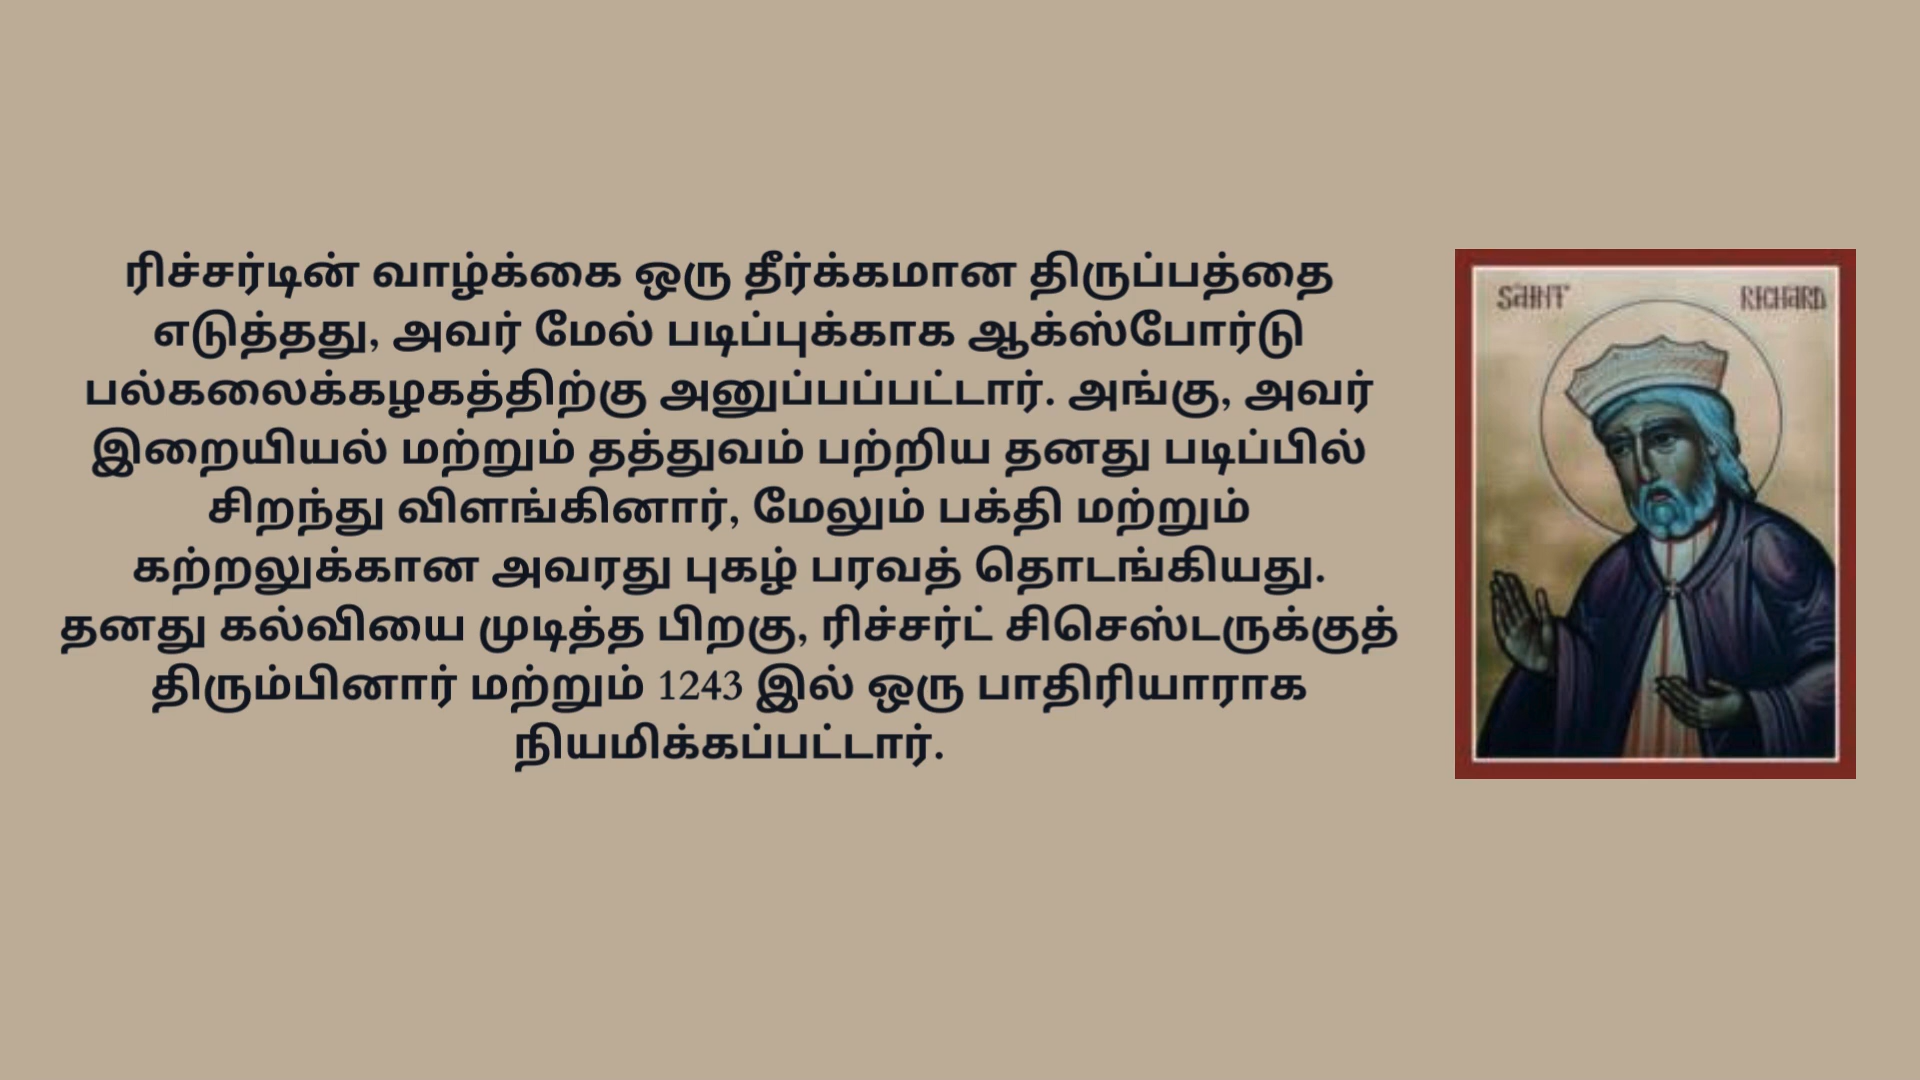 ரிச்சர்டின் வாழ்க்கை ஒரு தீர்க்கமான திருப்பத்தை
எடுத்தது, அவர் மேல் படிப்புக்காக ஆக்ஸ்போர்டு
பல்கலைக்கழகத்திற்கு அனுப்பப்பட்டார். அங்கு, அவர்
இறையியல் மற்றும் தத்துவம் பற்றிய தனது படிப்பில்
சிறந்து விளங்கினார், மேலும் பக்தி மற்றும்
கற்றலுக்கான அவரது புகழ் பரவத் தொடங்கியது.
தனது கல்வியை முடித்த பிறகு, ரிச்சர்ட் சிசெஸ்டருக்குத்
திரும்பினார் மற்றும் 1243 இல் ஒரு பாதிரியாராக
நியமிக்கப்பட்டார்.
SAINT RICHARD